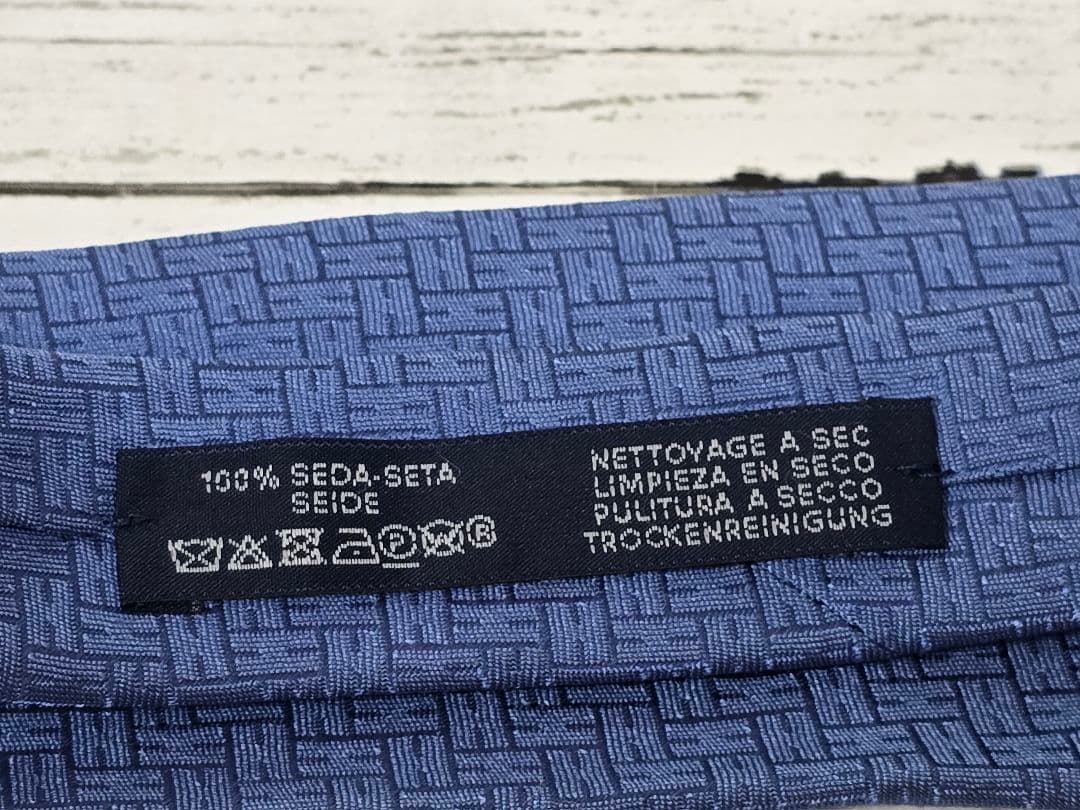 100% SEDA-SETA
SEIDE
NETTOYAGE A SEC
LIMPIEZA EN SECO
PULITURA A SECCO
TROCKENREINIGUNG